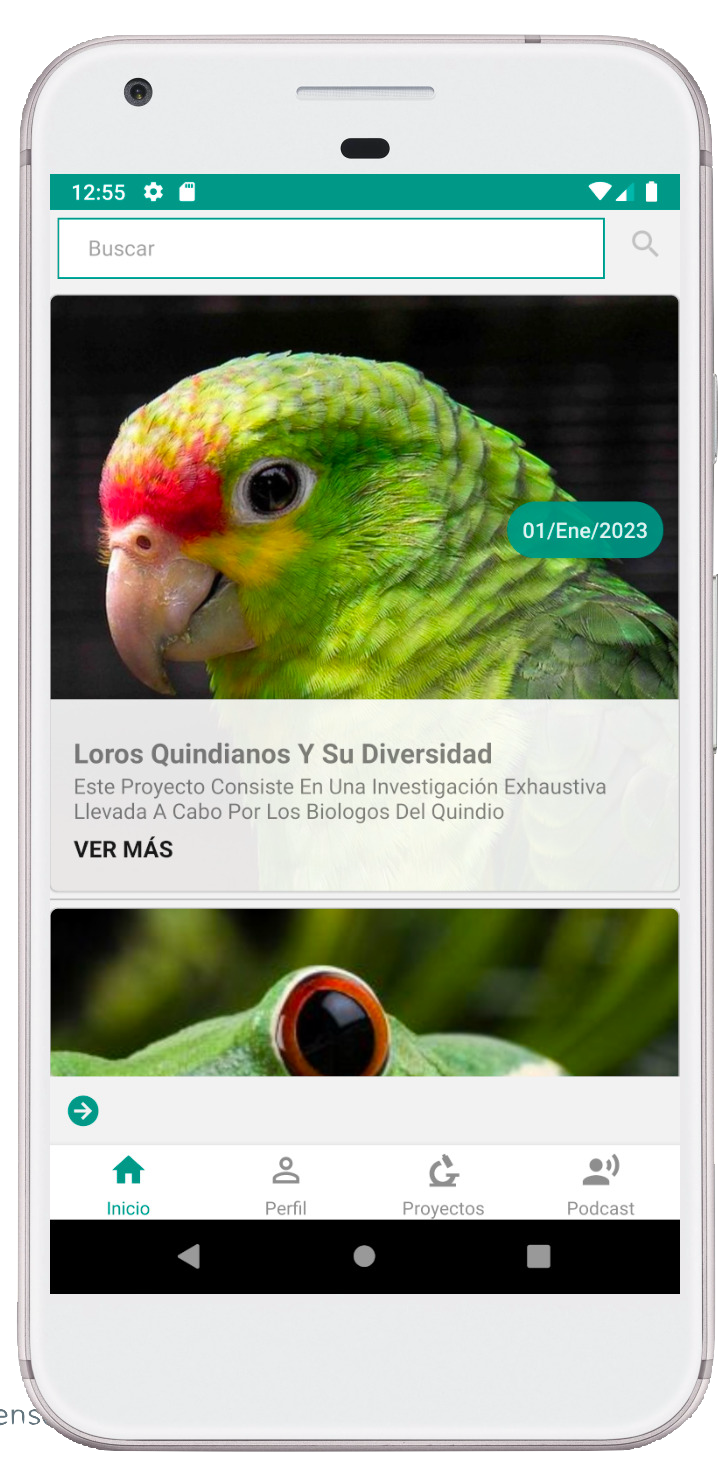 12:55
Buscar
01/Ene/2023
Loros Quindianos Y Su Diversidad
Este Proyecto Consiste En Una Investigación Exhaustiva
Llevada A Cabo Por Los Biologos Del Quindio
VER MÁS
Inicio
Perfil
Proyectos
Podcast